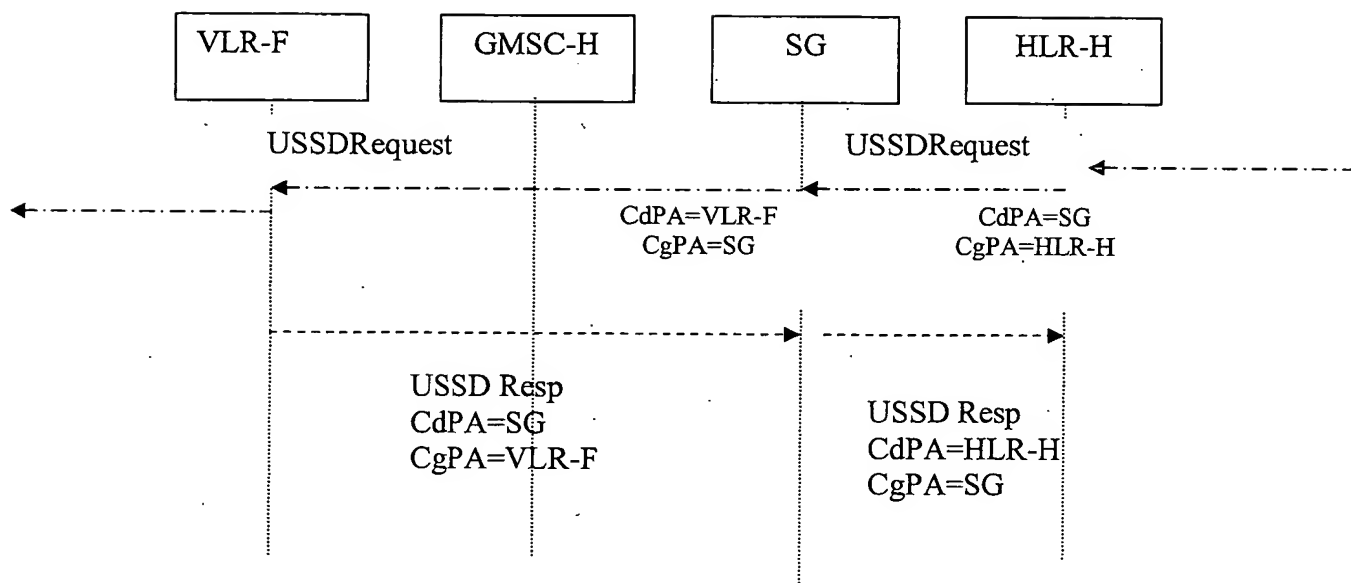 VLR-F
GMSC-H
SG
HLR-H
USSDRequest
USSDRequest
CdPA=VLR-F
CgPA=SG
CdPA=SG
CgPA=HLR-H
USSD Resp
CdPA=SG
CgPA=VLR-F
USSD Resp
CdPA=HLR-H
CgPA=SG